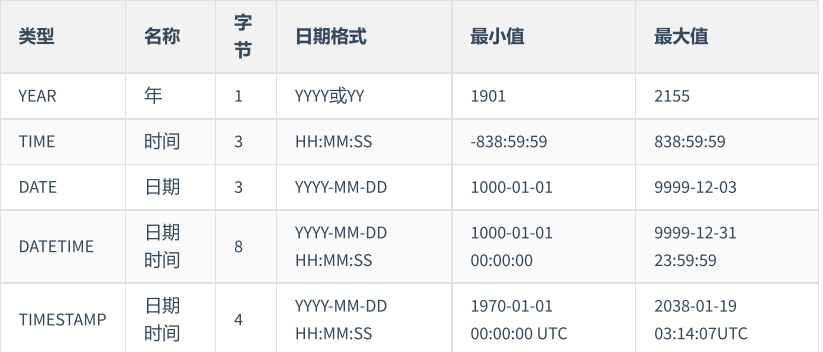 类型 名称 字节 日期格式 最小值 最大值
YEAR 年 1 YYYY或YY 1901 2155
TIME 时间 3 HH:MM:SS -838:59:59 838:59:59
DATE 日期 3 YYYY-MM-DD 1000-01-01 9999-12-03
DATETIME 日期时间 8 YYYY-MM-DD HH:MM:SS 1000-01-01 00:00:00 9999-12-31 23:59:59
TIMESTAMP 日期时间 4 YYYY-MM-DD HH:MM:SS 1970-01-01 00:00:00 UTC 2038-01-19 03:14:07UTC